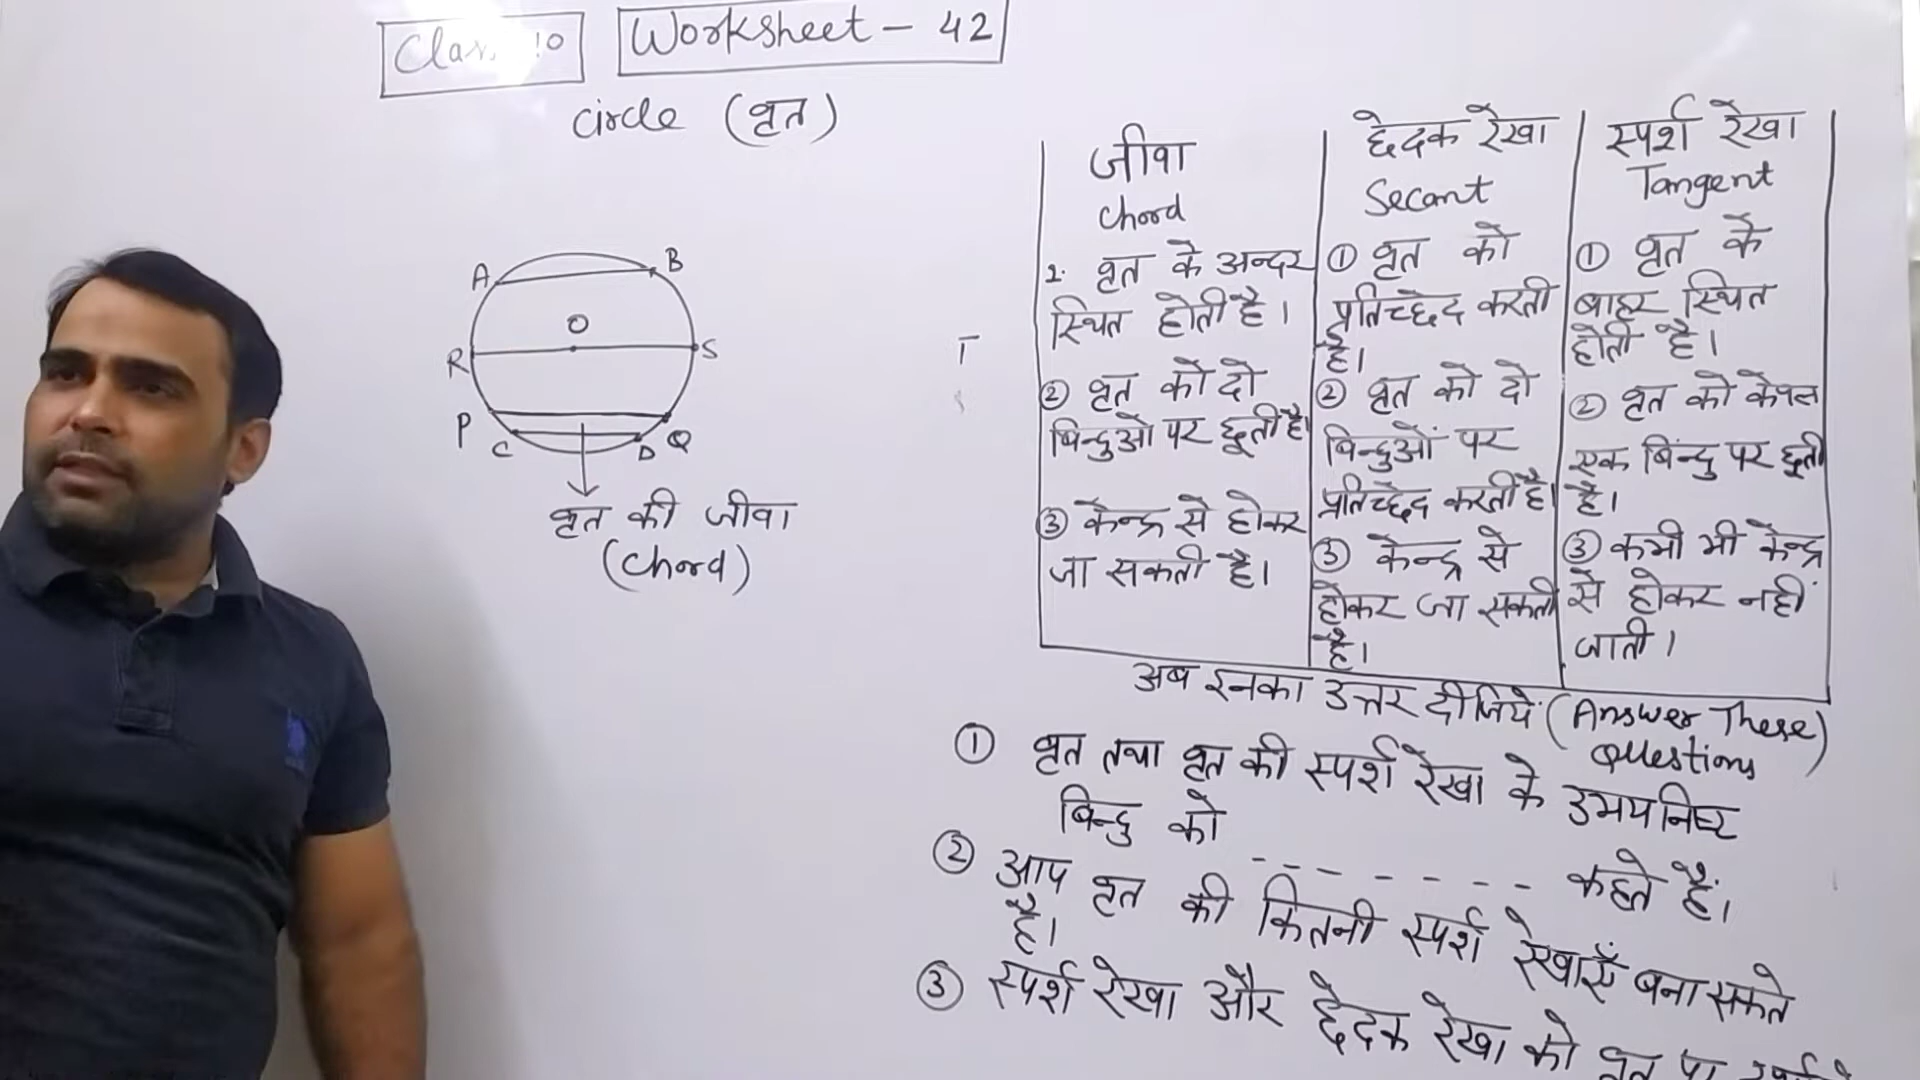 Class 10
Worksheet - 42
circle (वृत)
A
B
O
R
S
P
Q
C
D
वृत की जीवा
(chord)
T
जीवा
chord
1. वृत के अन्दर
स्थित होती है।
② वृत को दो
बिन्दुओं पर छूती है।
③ केन्द्र से होकर
जा सकती है।
छेदक रेखा
Secant
① वृत को
प्रतिच्छेद करती
है।
② वृत को दो
बिन्दुओं पर
प्रतिच्छेद करती है।
③ केन्द्र से
होकर जा सकती
है।
स्पर्श रेखा
Tangent
① वृत के
बाहर स्थित
होती है।
② वृत को केवल
एक बिन्दु पर छूती
है।
③ कभी भी केन्द्र
से होकर नहीं
जाती।
अब इनका उत्तर दीजिये (Answer These)
Questions
① वृत तथा वृत की स्पर्श रेखा के उभयनिष्ट
बिन्दु को - - - - - - - कहते हैं।
② आप वृत की कितनी स्पर्श रेखाएँ बना सकते
है।
③ स्पर्श रेखा और छेदक रेखा को वृत